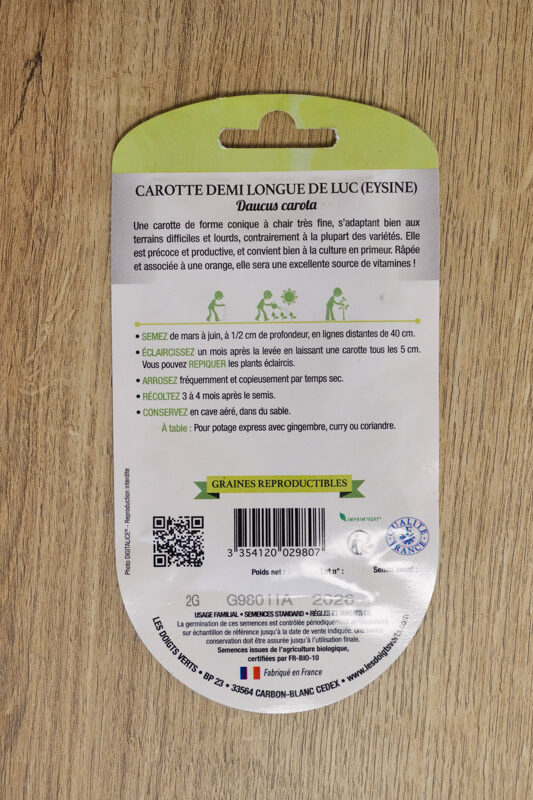 CAROTTE DEMI LONGUE DE LUC (EYSINE)
Daucus carota
Une carotte de forme conique à chair très fine, s'adaptant bien aux
terrains difficiles et lourds, contrairement à la plupart des variétés. Elle
est précoce et productive, et convient bien à la culture en primeur. Râpée
et associée à une orange, elle sera une excellente source de vitamines !
• SEMEZ de mars à juin, à 1/2 cm de profondeur, en lignes distantes de 40 cm.
• ÉCLAIRCISSEZ un mois après la levée en laissant une carotte tous les 5 cm.
Vous pouvez REPIQUER les plants éclaircis.
• ARROSEZ fréquemment et copieusement par temps sec.
• RÉCOLTEZ 3 à 4 mois après le semis.
• CONSERVEZ en cave aéré, dans du sable.
À table : Pour potage express avec gingembre, curry ou coriandre.
GRAINES REPRODUCTIBLES
Photo DIGITALICE® - Reproduction interdite
IMPRIM'VERT®
QUALITÉ
FRANCE
3 354120 029807
Poids net : Lot n° : Semer avant :
2G G98011A 2026
USAGE FAMILIAL • SEMENCES STANDARD • RÈGLES ET NORMES CE
La germination de ces semences est contrôlée périodiquement en laboratoire
sur échantillon de référence jusqu'à la date de vente indiquée, une bonne
conservation doit être assurée jusqu'à l'utilisation finale.
Semences issues de l'agriculture biologique,
certifiées par FR-BIO-10
Fabriqué en France
LES DOIGTS VERTS • BP 23 • 33564 CARBON-BLANC CEDEX • www.lesdoigtsverts.com